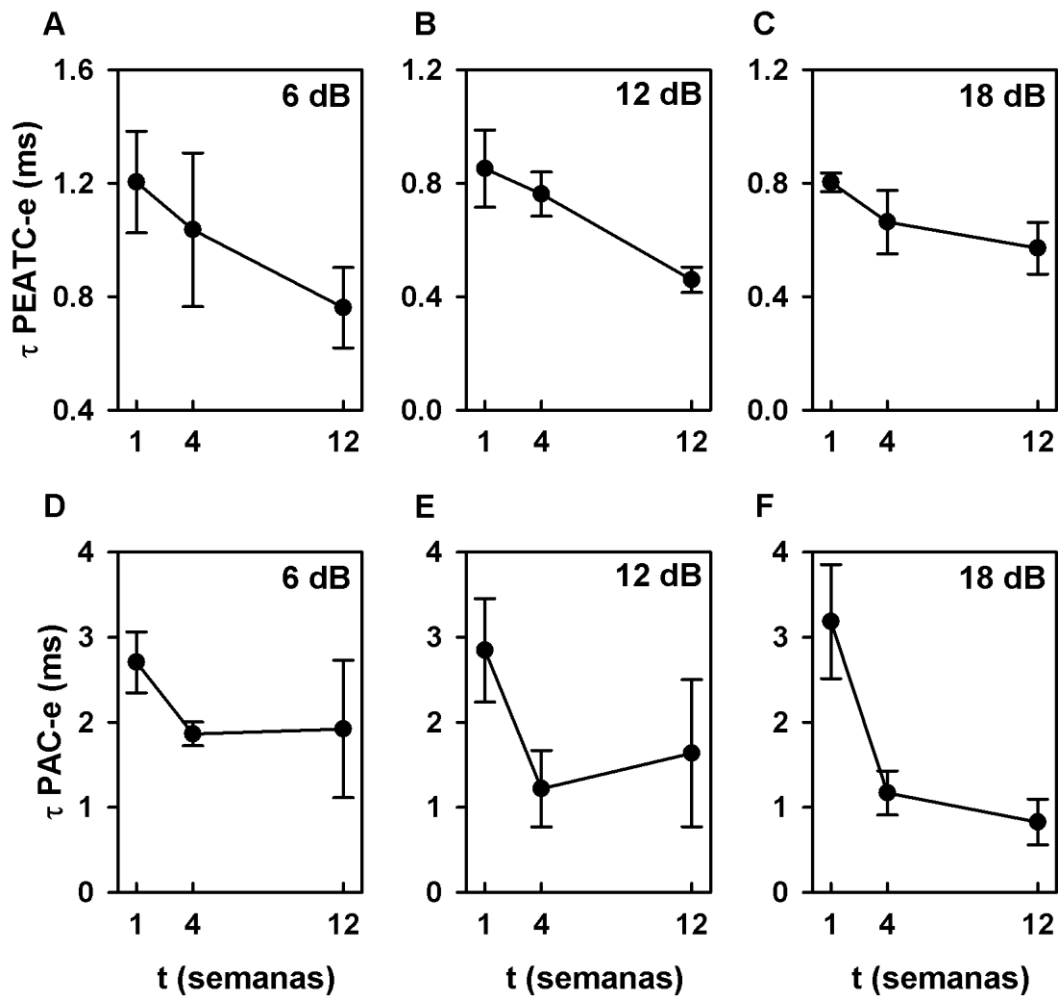 A B C
τ PEATC-e (ms)
1.6
1.2
0.8
0.4
6 dB
1 4 12
1.2
0.8
0.4
0.0
12 dB
1 4 12
1.2
0.8
0.4
0.0
18 dB
1 4 12
D E F
τ PAC-e (ms)
4
3
2
1
0
6 dB
1 4 12
t (semanas)
4
3
2
1
0
12 dB
1 4 12
t (semanas)
4
3
2
1
0
18 dB
1 4 12
t (semanas)